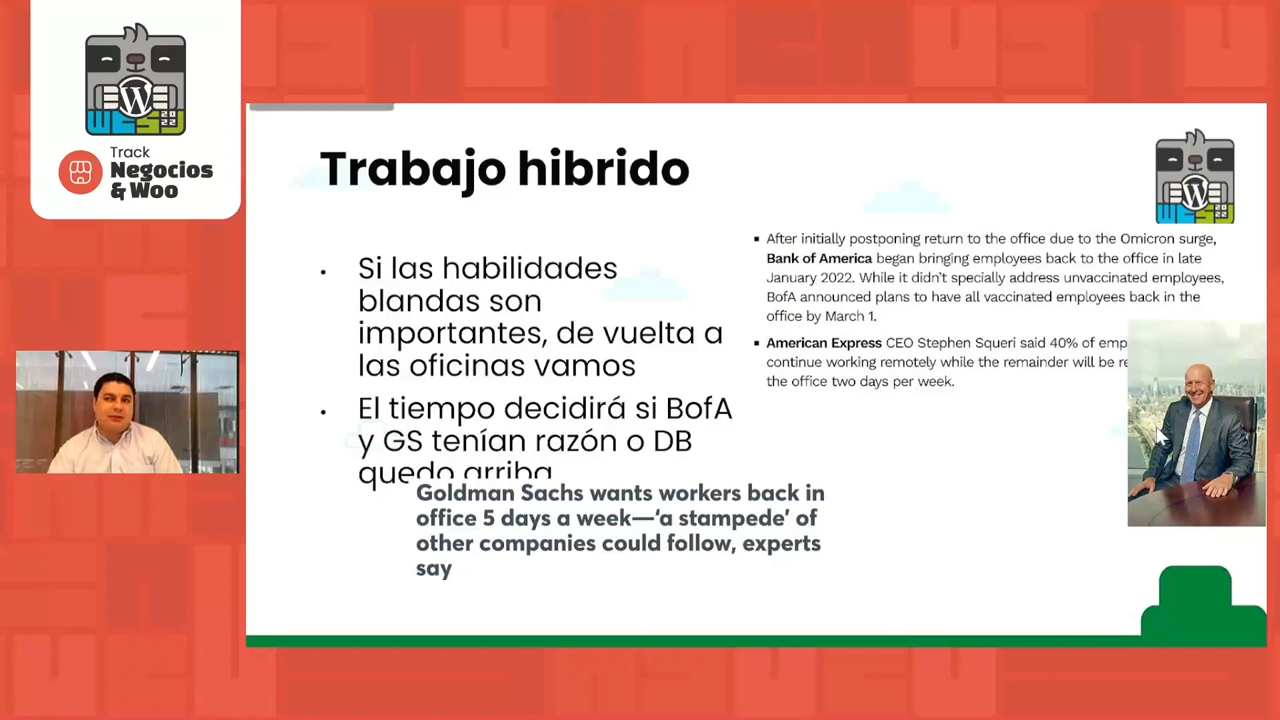 WESJ
2022
Track
Negocios
& Woo
Trabajo hibrido
Si las habilidades
blandas son
importantes, de vuelta a
las oficinas vamos
El tiempo decidirá si BofA
y GS tenían razón o DB
quedo arriba
Goldman Sachs wants workers back in
office 5 days a week—‘a stampede’ of
other companies could follow, experts
say
After initially postponing return to the office due to the Omicron surge,
Bank of America began bringing employees back to the office in late
January 2022. While it didn’t specially address unvaccinated employees,
BofA announced plans to have all vaccinated employees back in the
office by March 1.
American Express CEO Stephen Squeri said 40% of emp
continue working remotely while the remainder will be re
the office two days per week.